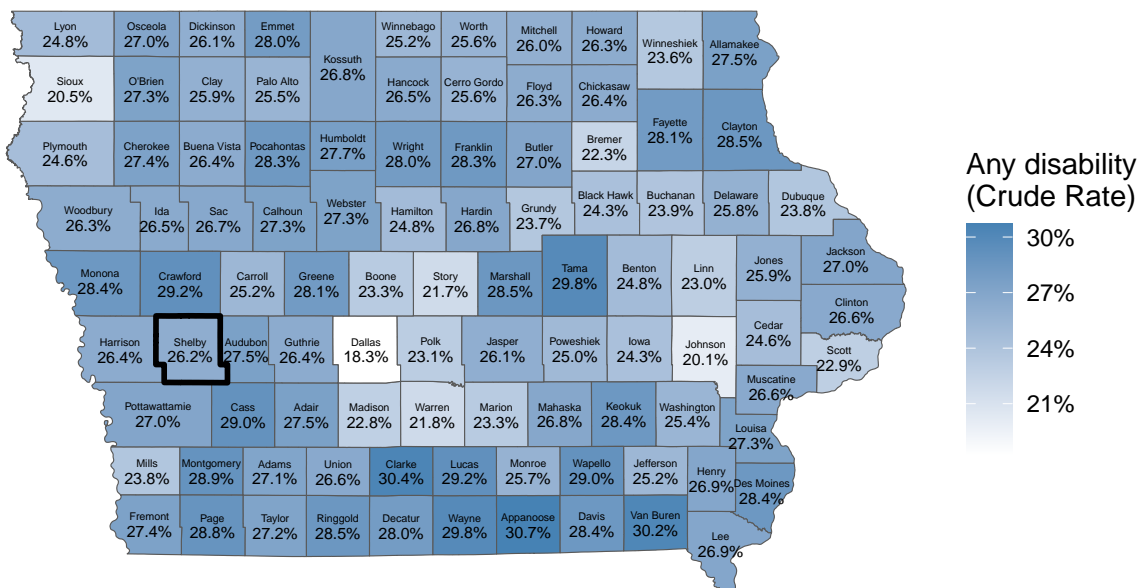 Lyon
24.8%
Osceola
27.0%
Dickinson
26.1%
Emmet
28.0%
Kossuth
26.8%
Winnebago
25.2%
Worth
25.6%
Mitchell
26.0%
Howard
26.3%
Winneshiek
23.6%
Allamakee
27.5%
Sioux
20.5%
O'Brien
27.3%
Clay
25.9%
Palo Alto
25.5%
Hancock
26.5%
Cerro Gordo
25.6%
Floyd
26.3%
Chickasaw
26.4%
Plymouth
24.6%
Cherokee
27.4%
Buena Vista
26.4%
Pocahontas
28.3%
Humboldt
27.7%
Wright
28.0%
Franklin
28.3%
Butler
27.0%
Bremer
22.3%
Fayette
28.1%
Clayton
28.5%
Woodbury
26.3%
Ida
26.5%
Sac
26.7%
Calhoun
27.3%
Webster
27.3%
Hamilton
24.8%
Hardin
26.8%
Grundy
23.7%
Black Hawk
24.3%
Buchanan
23.9%
Delaware
25.8%
Dubuque
23.8%
Monona
28.4%
Crawford
29.2%
Carroll
25.2%
Greene
28.1%
Boone
23.3%
Story
21.7%
Marshall
28.5%
Tama
29.8%
Benton
24.8%
Linn
23.0%
Jones
25.9%
Jackson
27.0%
Clinton
26.6%
Harrison
26.4%
Shelby
26.2%
Audubon
27.5%
Guthrie
26.4%
Dallas
18.3%
Polk
23.1%
Jasper
26.1%
Poweshiek
25.0%
Iowa
24.3%
Johnson
20.1%
Cedar
24.6%
Scott
22.9%
Muscatine
26.6%
Pottawattamie
27.0%
Cass
29.0%
Adair
27.5%
Madison
22.8%
Warren
21.8%
Marion
23.3%
Mahaska
26.8%
Keokuk
28.4%
Washington
25.4%
Louisa
27.3%
Mills
23.8%
Montgomery
28.9%
Adams
27.1%
Union
26.6%
Clarke
30.4%
Lucas
29.2%
Monroe
25.7%
Wapello
29.0%
Jefferson
25.2%
Henry
26.9%
Des Moines
28.4%
Fremont
27.4%
Page
28.8%
Taylor
27.2%
Ringgold
28.5%
Decatur
28.0%
Wayne
29.8%
Appanoose
30.7%
Davis
28.4%
Van Buren
30.2%
Lee
26.9%
Any disability
(Crude Rate)
30%
27%
24%
21%